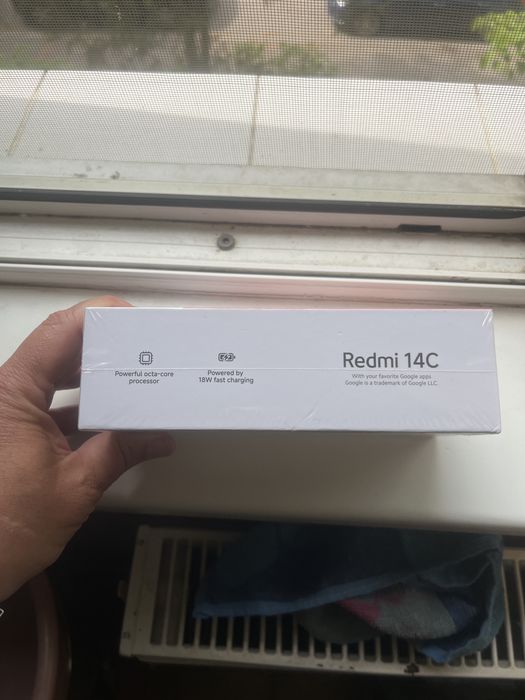 Powerful octa-core
processor
Powered by
18W fast charging
Redmi 14C
With your favorite Google apps
Google is a trademark of Google LLC.